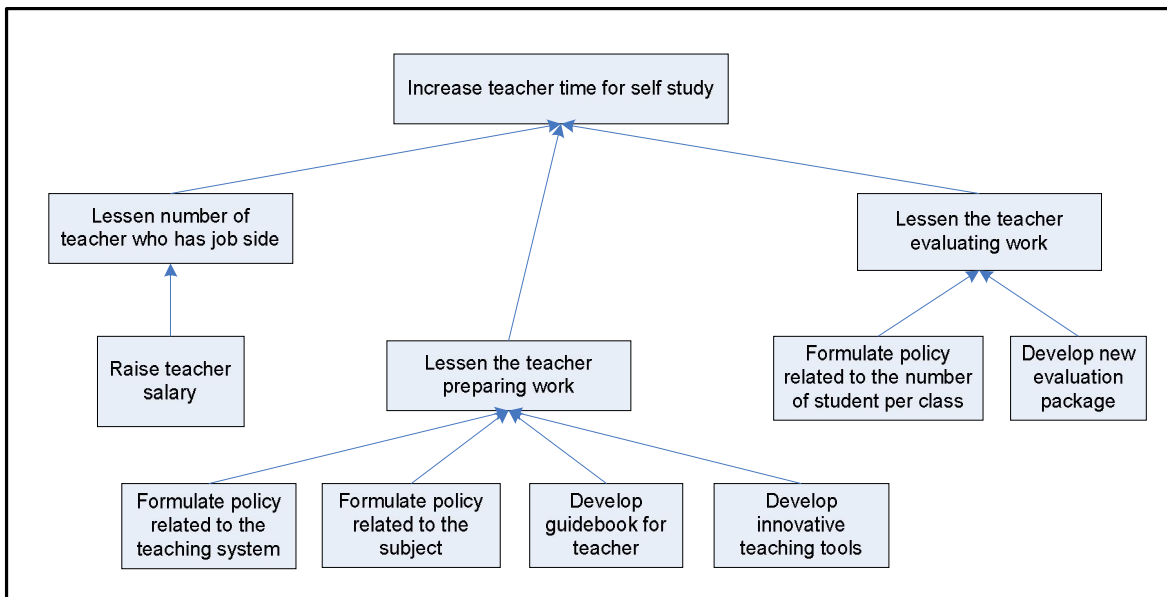 Increase teacher time for self study
Lessen number of
teacher who has job side
Lessen the teacher
evaluating work
Raise teacher
salary
Lessen the teacher
preparing work
Formulate policy
related to the number
of student per class
Develop new
evaluation
package
Formulate policy
related to the
teaching system
Formulate policy
related to the
subject
Develop
guidebook for
teacher
Develop
innovative
teaching tools